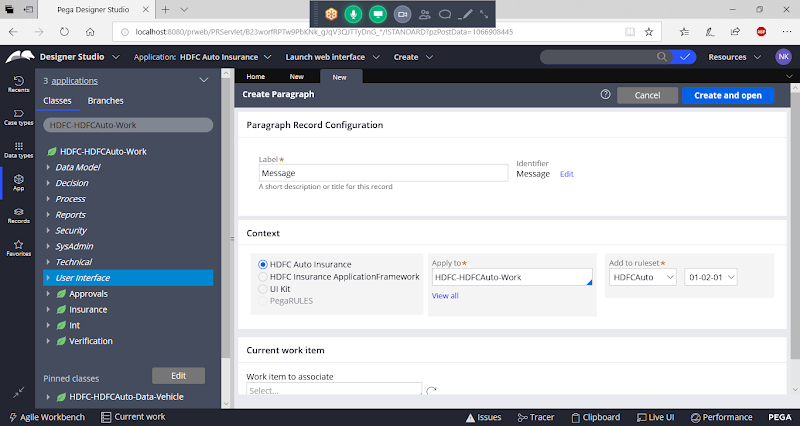 Pega Designer Studio
localhost:8080/prweb/PRServlet/B23worfRPTw9PbKNk_gJqV3QJTTyDnG_*/!STANDARD?pzPostData=1066908445
Designer Studio
Application: HDFC Auto Insurance
Launch web interface
Create
Resources
NK
Recents
Case types
Data types
App
Records
Favorites
3 applications
Classes
Branches
HDFC-HDFCAuto-Work
HDFC-HDFCAuto-Work
Data Model
Decision
Process
Reports
Security
SysAdmin
Technical
User Interface
Approvals
Insurance
Int
Verification
Pinned classes
Edit
HDFC-HDFCAuto-Data-Vehicle
Home
New
New
Create Paragraph
Cancel
Create and open
Paragraph Record Configuration
Label*
Message
A short description or title for this record
Identifier
Message Edit
Context
HDFC Auto Insurance
HDFC Insurance ApplicationFramework
UI Kit
PegaRULES
Apply to*
HDFC-HDFCAuto-Work
View all
Add to ruleset*
HDFCAuto
01-02-01
Current work item
Work item to associate
Select...
Agile Workbench
Current work
Issues
Tracer
Clipboard
Live UI
Performance
PEGA